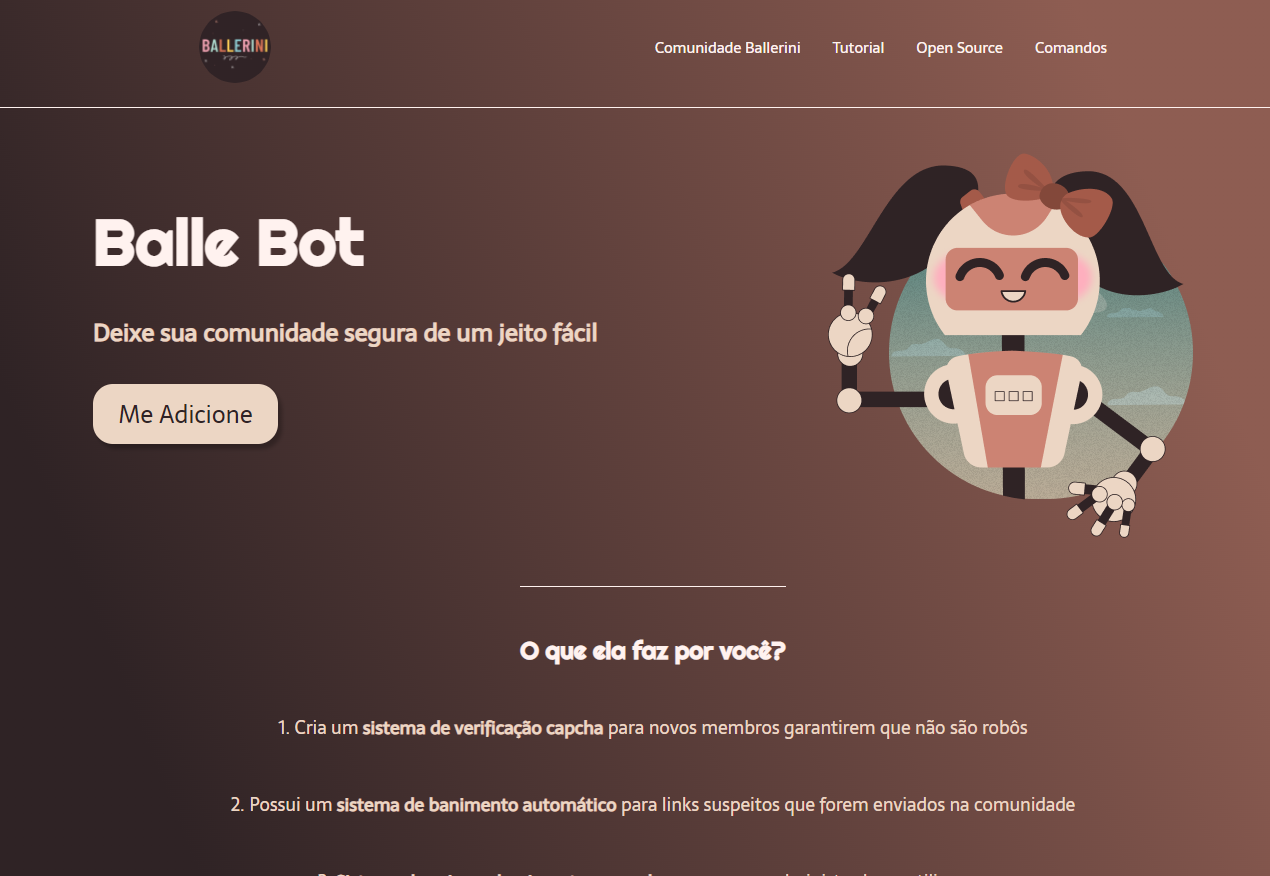 BALLERINI
Comunidade Ballerini Tutorial Open Source Comandos
Balle Bot
Deixe sua comunidade segura de um jeito fácil
Me Adicione
O que ela faz por você?
1. Cria um sistema de verificação capcha para novos membros garantirem que não são robôs
2. Possui um sistema de banimento automático para links suspeitos que forem enviados na comunidade